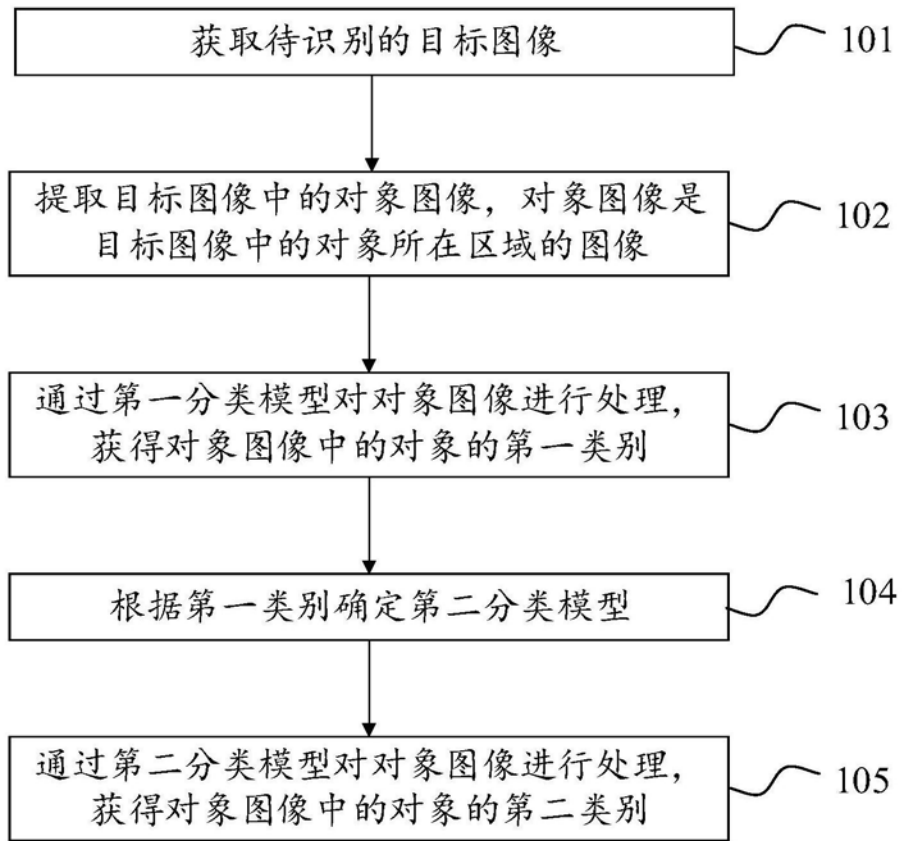 获取待识别的目标图像
101
提取目标图像中的对象图像，对象图像是
目标图像中的对象所在区域的图像
102
通过第一分类模型对对象图像进行处理，
获得对象图像中的对象的第一类别
103
根据第一类别确定第二分类模型
104
通过第二分类模型对对象图像进行处理，
获得对象图像中的对象的第二类别
105